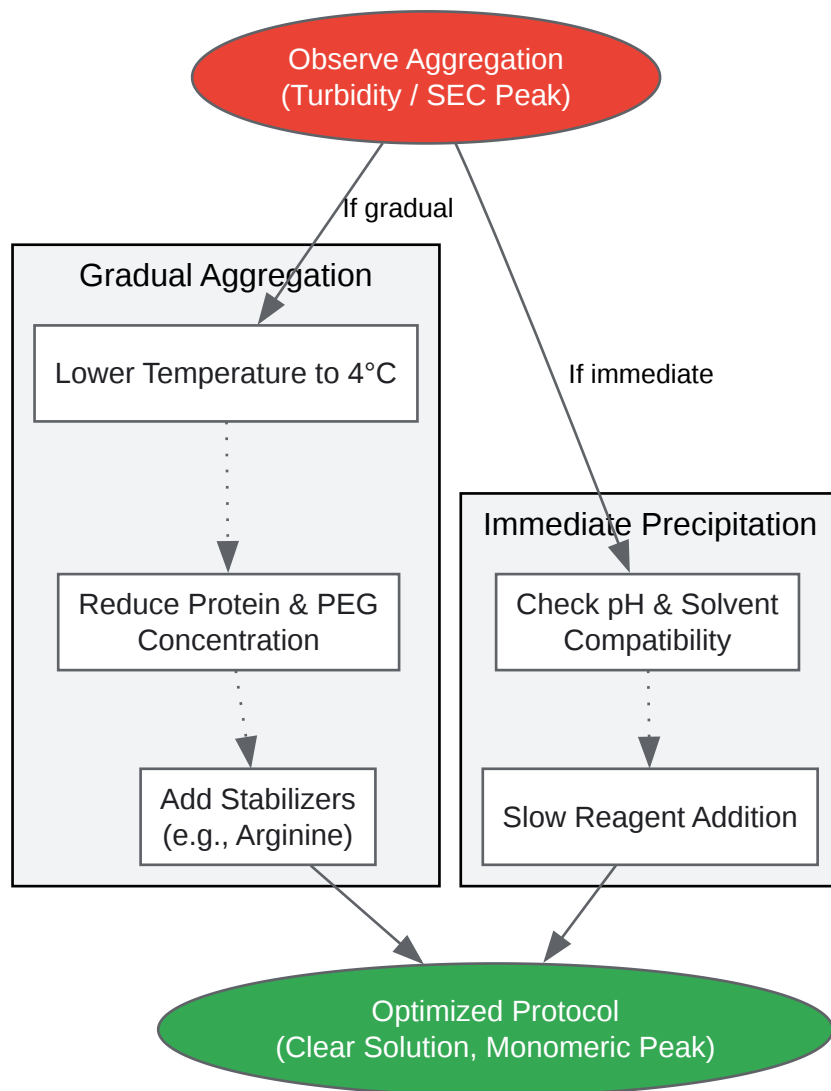 Observe Aggregation
(Turbidity / SEC Peak)
If gradual
Gradual Aggregation
Lower Temperature to 4°C
Reduce Protein & PEG
Concentration
Add Stabilizers
(e.g., Arginine)
If immediate
Immediate Precipitation
Check pH & Solvent
Compatibility
Slow Reagent Addition
Optimized Protocol
(Clear Solution, Monomeric Peak)